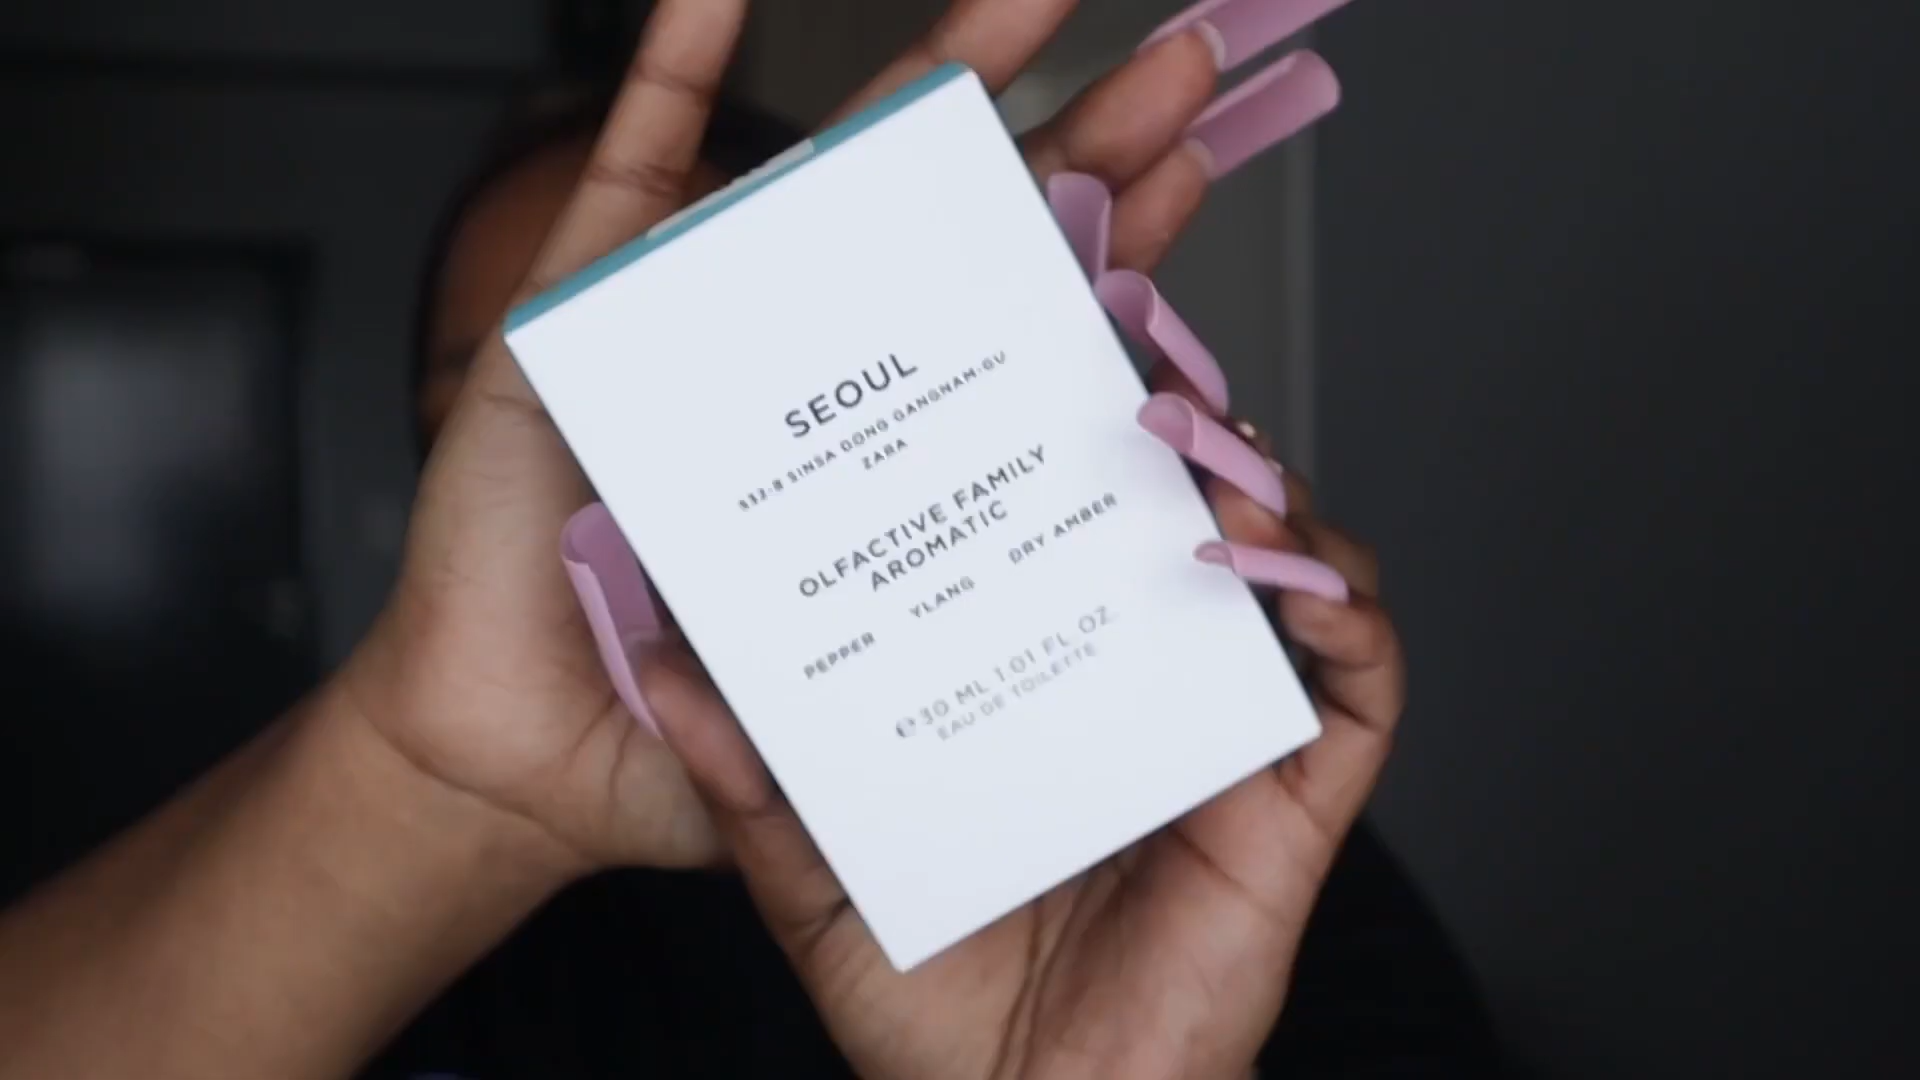 SEOUL
532-8 SINSA DONG GANGNAM-GU
ZARA
OLFACTIVE FAMILY
AROMATIC
PEPPER YLANG DRY AMBER
℮ 30 ML 1.01 FL OZ.
EAU DE TOILETTE